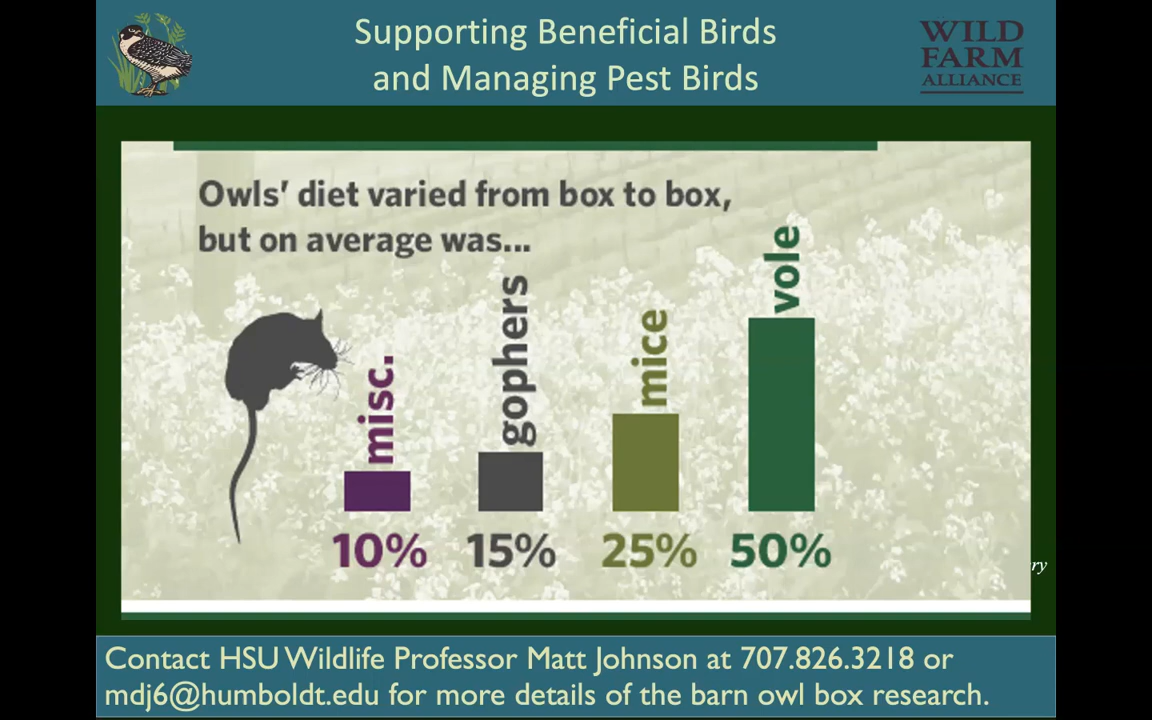 Supporting Beneficial Birds
and Managing Pest Birds
WILD
FARM
ALLIANCE
Owls' diet varied from box to box,
but on average was...
misc.
gophers
mice
vole
10% 15% 25% 50%
ry
Contact HSU Wildlife Professor Matt Johnson at 707.826.3218 or
mdj6@humboldt.edu for more details of the barn owl box research.